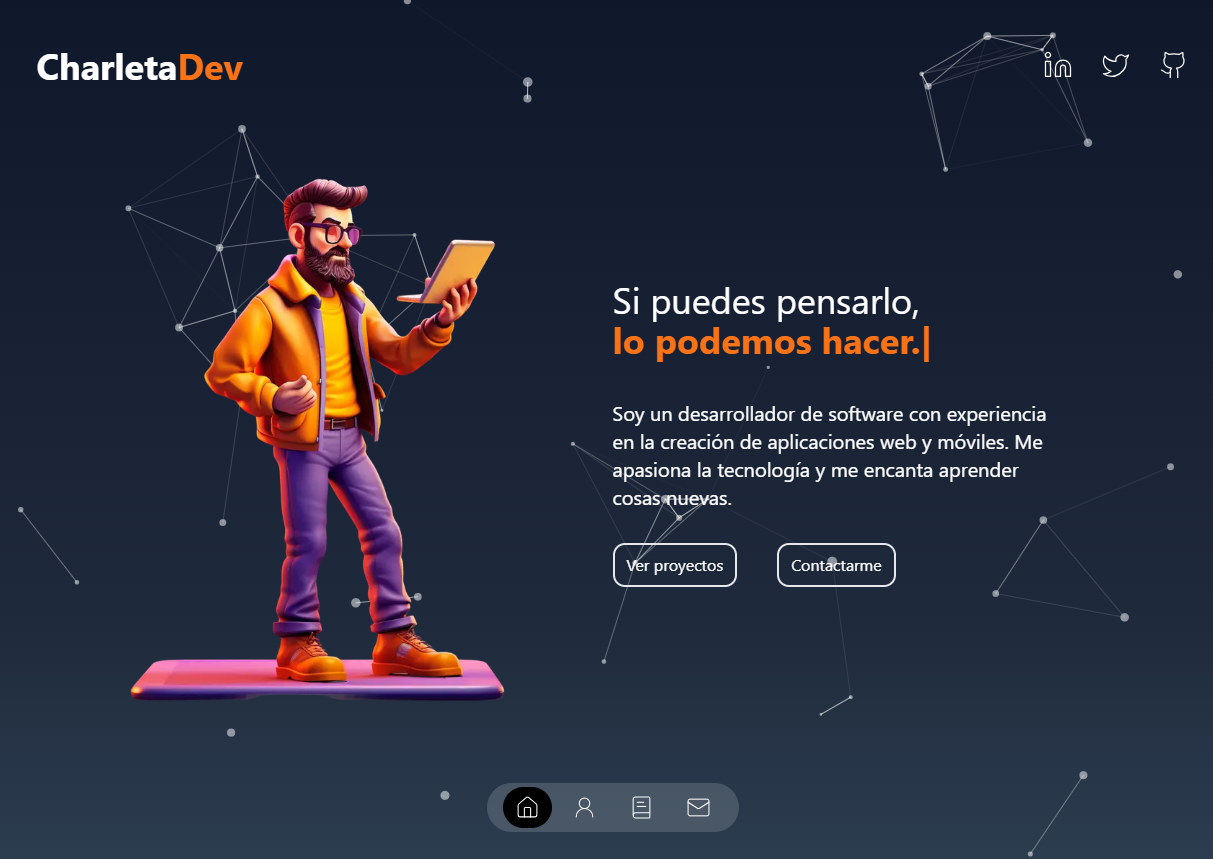 CharletaDev
Si puedes pensarlo,
lo podemos hacer.|
Soy un desarrollador de software con experiencia
en la creación de aplicaciones web y móviles. Me
apasiona la tecnología y me encanta aprender
cosas nuevas.
Ver proyectos
Contactarme